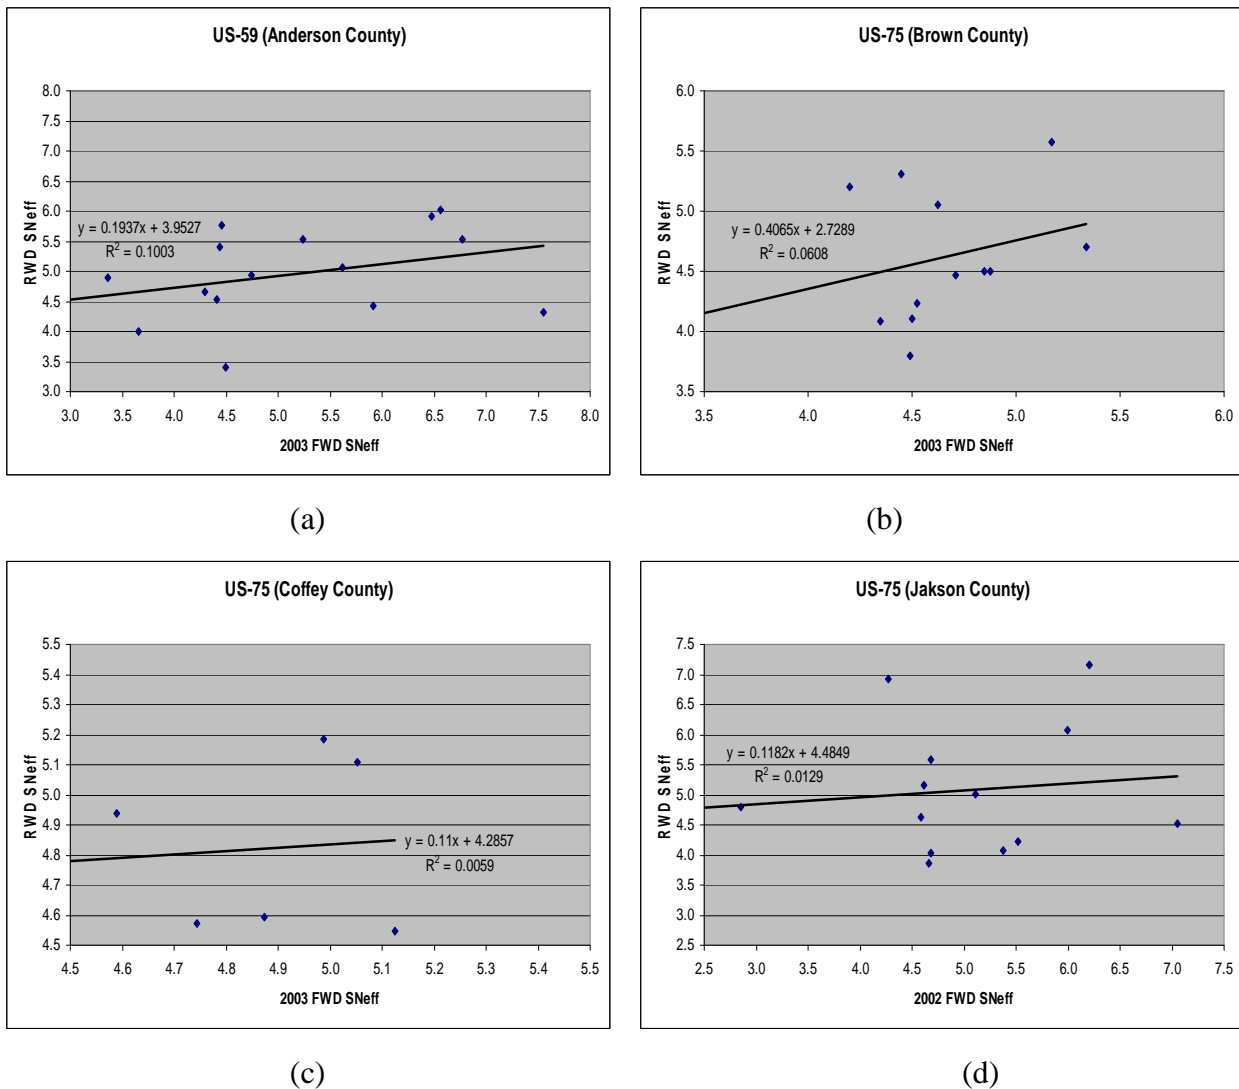 US-59 (Anderson County)
8.0
7.5
7.0
6.5
6.0
5.5
5.0
4.5
4.0
3.5
3.0
RWD SNeff
y = 0.1937x + 3.9527
R² = 0.1003
3.0 3.5 4.0 4.5 5.0 5.5 6.0 6.5 7.0 7.5 8.0
2003 FWD SNeff
(a)
US-75 (Brown County)
6.0
5.5
5.0
4.5
4.0
3.5
RWD SNeff
y = 0.4065x + 2.7289
R² = 0.0608
3.5 4.0 4.5 5.0 5.5 6.0
2003 FWD SNeff
(b)
US-75 (Coffey County)
5.5
5.4
5.3
5.2
5.1
5.0
4.9
4.8
4.7
4.6
4.5
RWD SNeff
y = 0.11x + 4.2857
R² = 0.0059
4.5 4.6 4.7 4.8 4.9 5.0 5.1 5.2 5.3 5.4 5.5
2003 FWD SNeff
(c)
US-75 (Jakson County)
7.5
7.0
6.5
6.0
5.5
5.0
4.5
4.0
3.5
3.0
2.5
RWD SNeff
y = 0.1182x + 4.4849
R² = 0.0129
2.5 3.0 3.5 4.0 4.5 5.0 5.5 6.0 6.5 7.0 7.5
2002 FWD SNeff
(d)